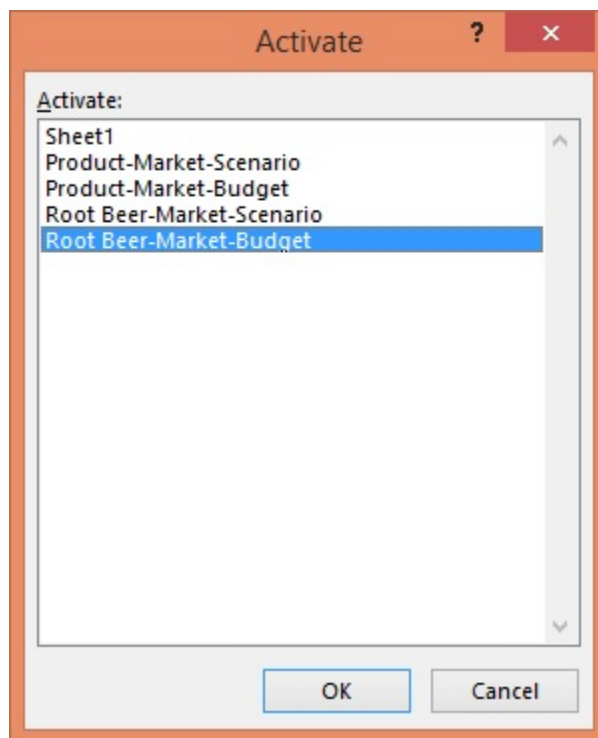 Activate
?
×
Activate:
Sheet1
Product-Market-Scenario
Product-Market-Budget
Root Beer-Market-Scenario
Root Beer-Market-Budget
OK
Cancel